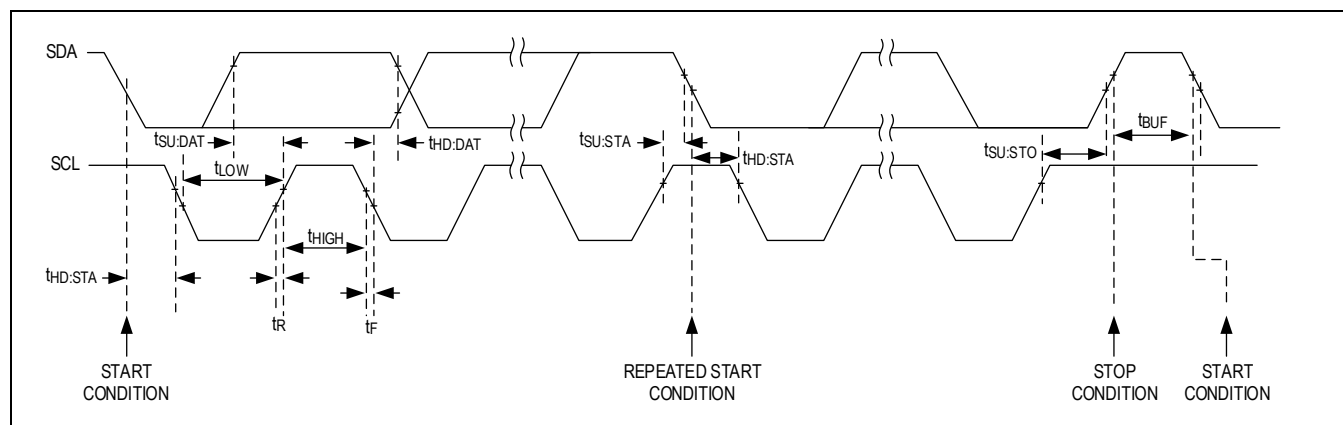 SDA
tSU:DAT
tHD:DAT
tSU:STA
tHD:STA
tSU:STO
tBUF
SCL
tLOW
tHIGH
tHD:STA
tR
tF
START
CONDITION
REPEATED START
CONDITION
STOP
CONDITION
START
CONDITION